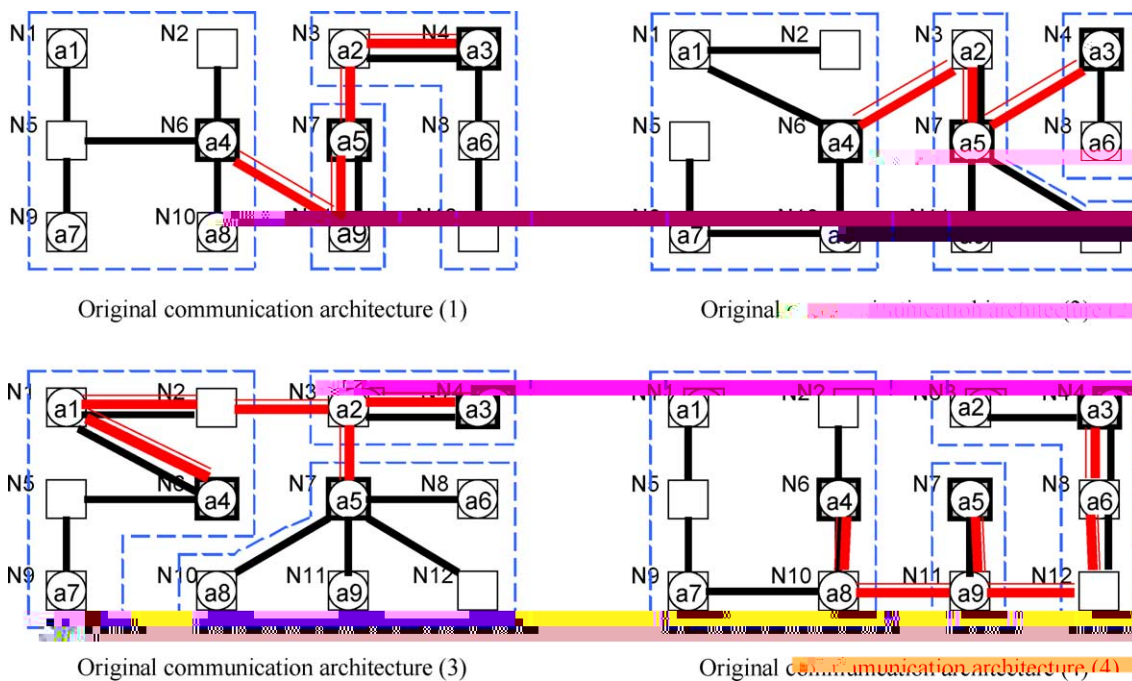 N1 N2 N3 N4
a1 a2 a3
N5 N6 N7 N8
a4 a5 a6
N9 N10
a7 a8 a9
Original communication architecture (1)
N1 N2 N3 N4
a1 a2 a3
N5 N6 N7 N8
a4 a5 a6
a7
Original
N1 N2 N3
a1 a2 a3
N5 N6 N7 N8
a4 a5 a6
N9 N10 N11 N12
a7 a8 a9
Original communication architecture (3)
a1 a2 a3
N5 N6 N7 N8
a4 a5 a6
N9 N10 N11 N12
a7 a8 a9
Original communication architecture (4)